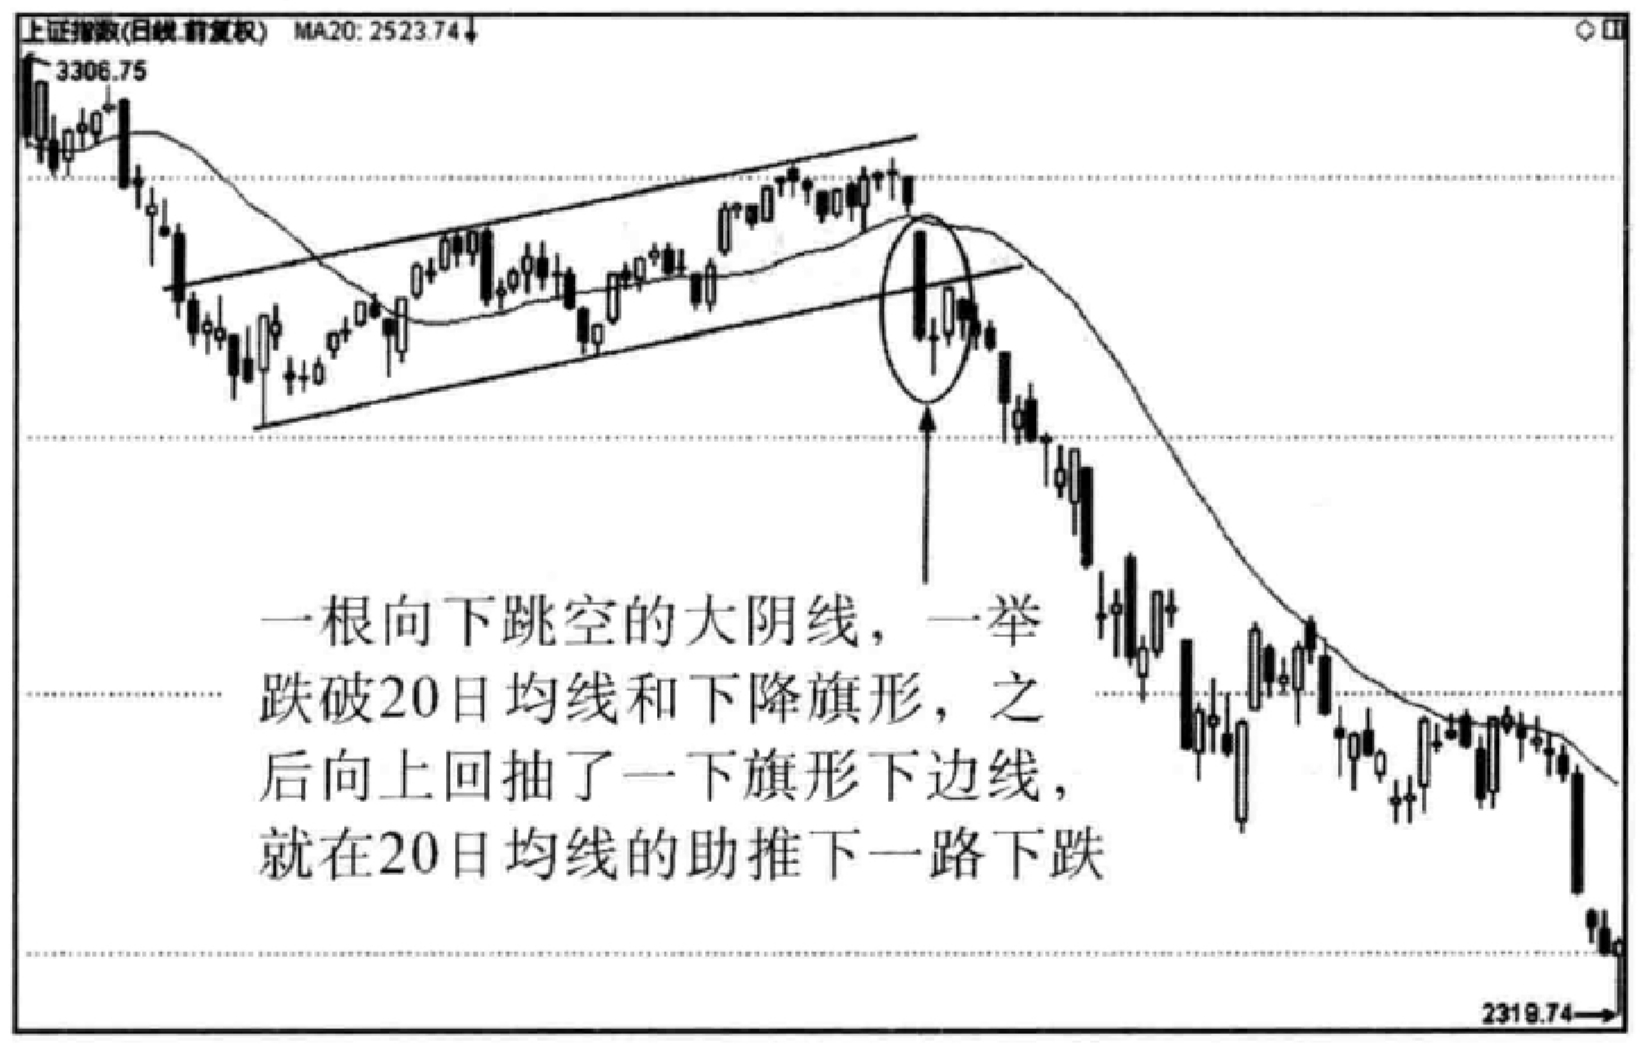 上证指数(日线.前复权) MA20: 2523.74↓
3306.75
一根向下跳空的大阴线，一举
跌破20日均线和下降旗形，之
后向上回抽了一下旗形下边线，
就在20日均线的助推下一路下跌
2319.74